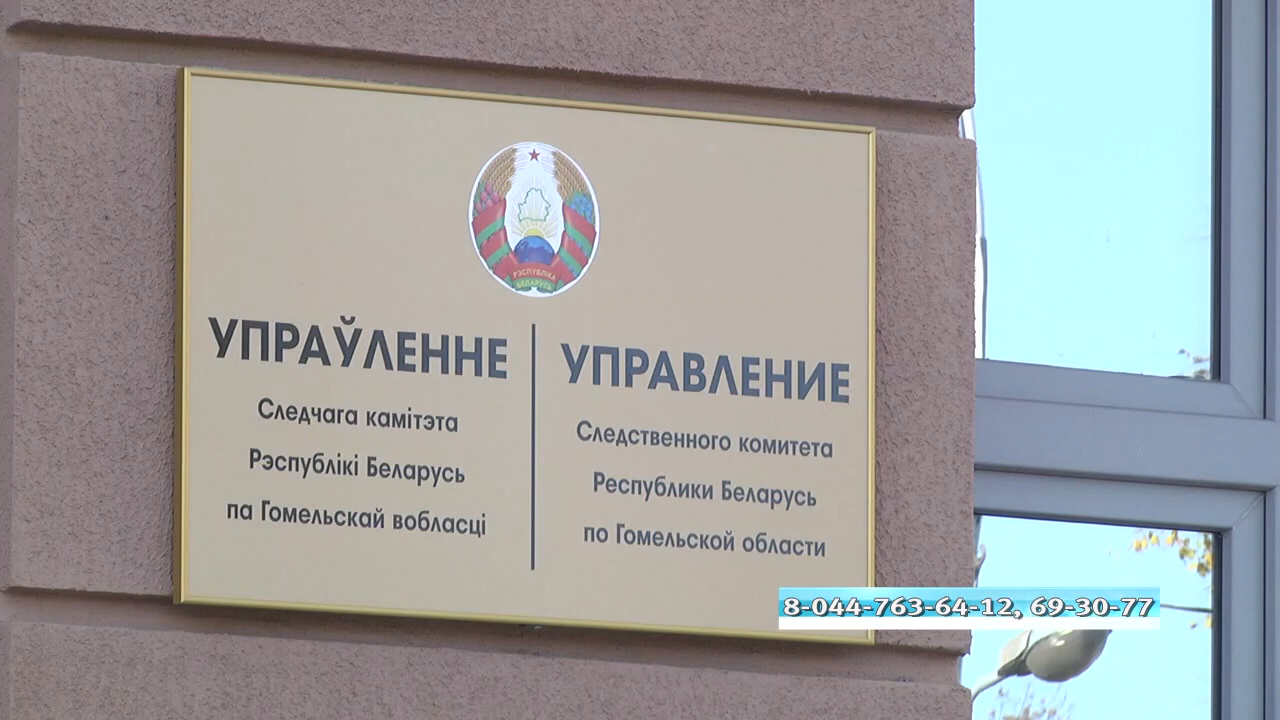 РЭСПУБЛІКА
БЕЛАРУСЬ
УПРАЎЛЕННЕ
Следчага камітэта
Рэспублікі Беларусь
па Гомельскай вобласці
УПРАВЛЕНИЕ
Следственного комитета
Республики Беларусь
по Гомельской области
8-044-763-64-12, 69-30-77